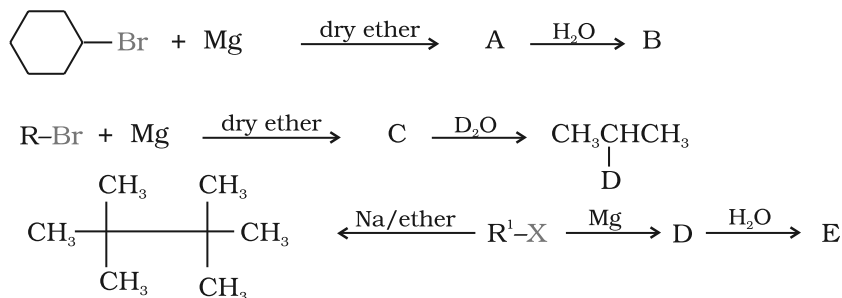 Br + Mg dry ether A H₂O B
R–Br + Mg dry ether C D₂O CH₃CHCH₃
D
CH₃ CH₃
CH₃ CH₃ Na/ether R¹–X Mg D H₂O E
CH₃ CH₃